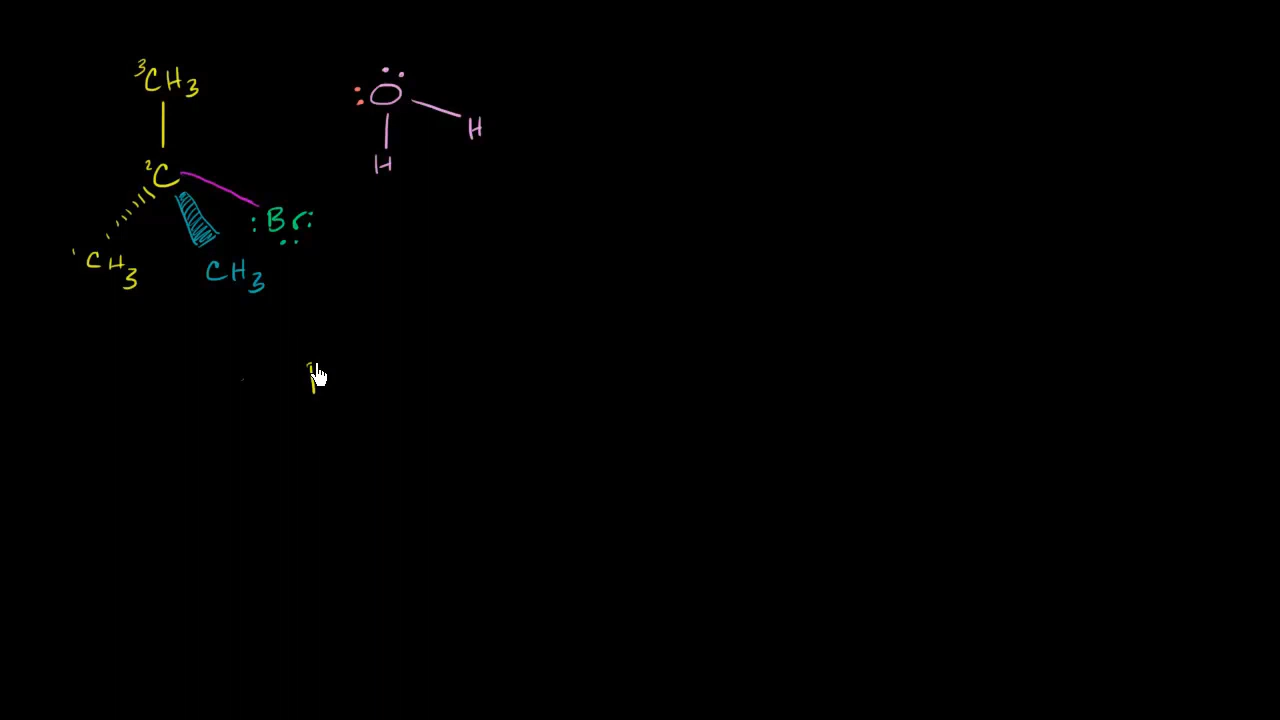 ³CH₃
:Ö
H
H
²C
:Br:
¹CH₃
CH₃